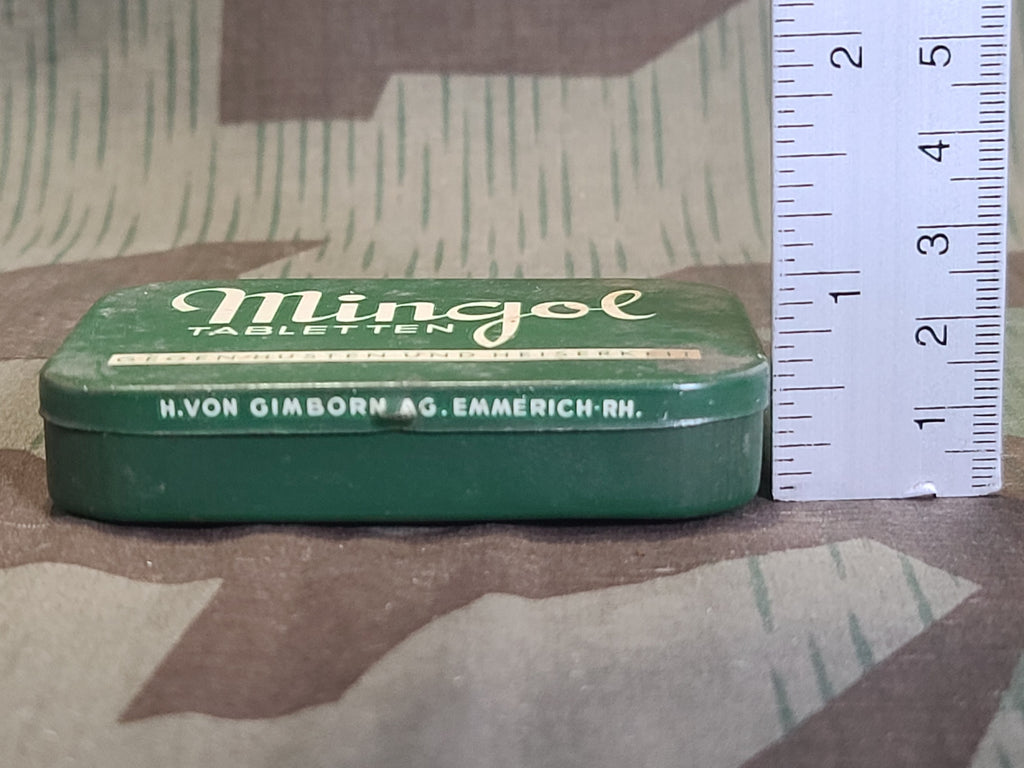 Mingol
TABLETTEN
GEGEN HUSTEN UND HEISERKEIT
H.VON GIMBORN AG. EMMERICH-RH.
2
1
5
4
3
2
1